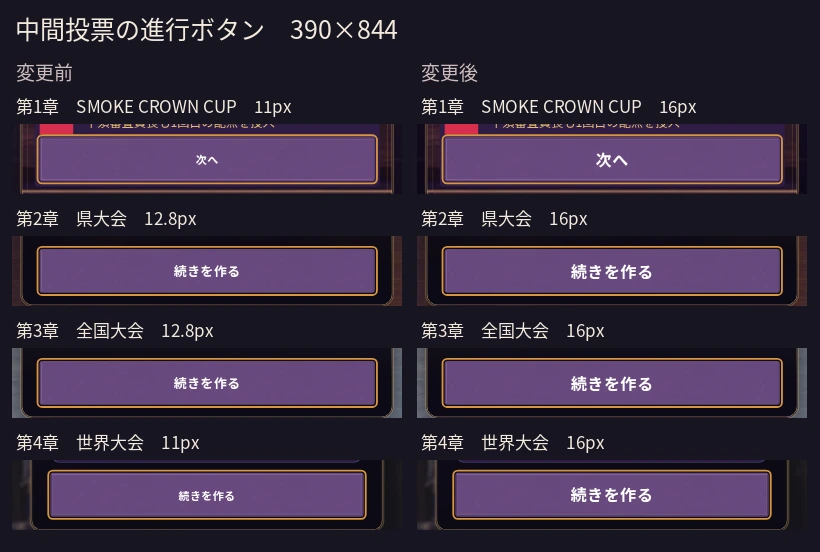 中間投票の進行ボタン　390×844
変更前
変更後
第1章　SMOKE CROWN CUP　11px
第1章　SMOKE CROWN CUP　16px
次へ
次へ
第2章　県大会　12.8px
第2章　県大会　16px
続きを作る
続きを作る
第3章　全国大会　12.8px
第3章　全国大会　16px
続きを作る
続きを作る
第4章　世界大会　11px
第4章　世界大会　16px
続きを作る
続きを作る